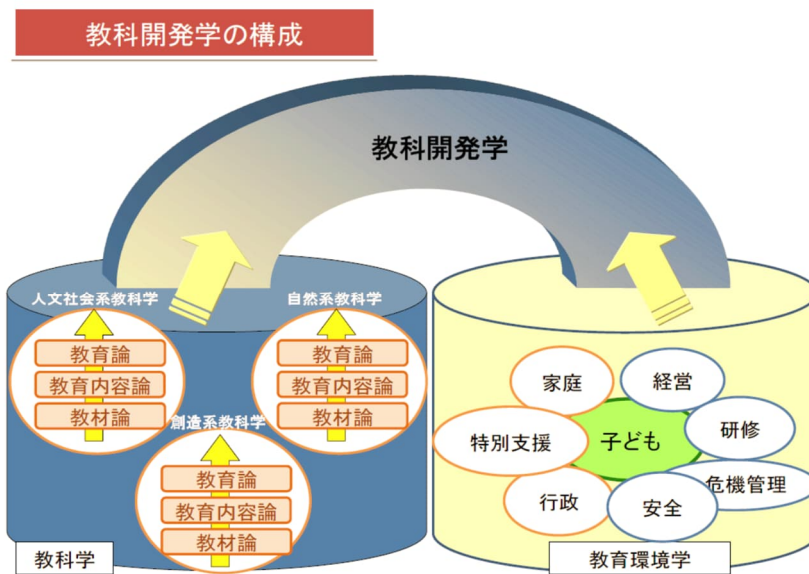 教科開発学の構成
教科開発学
人文社会系教科学
教育論
教育内容論
教材論
自然系教科学
教育論
教育内容論
教材論
創造系教科学
教育論
教育内容論
教材論
教科学
家庭
経営
特別支援
子ども
研修
危機管理
行政
安全
教育環境学